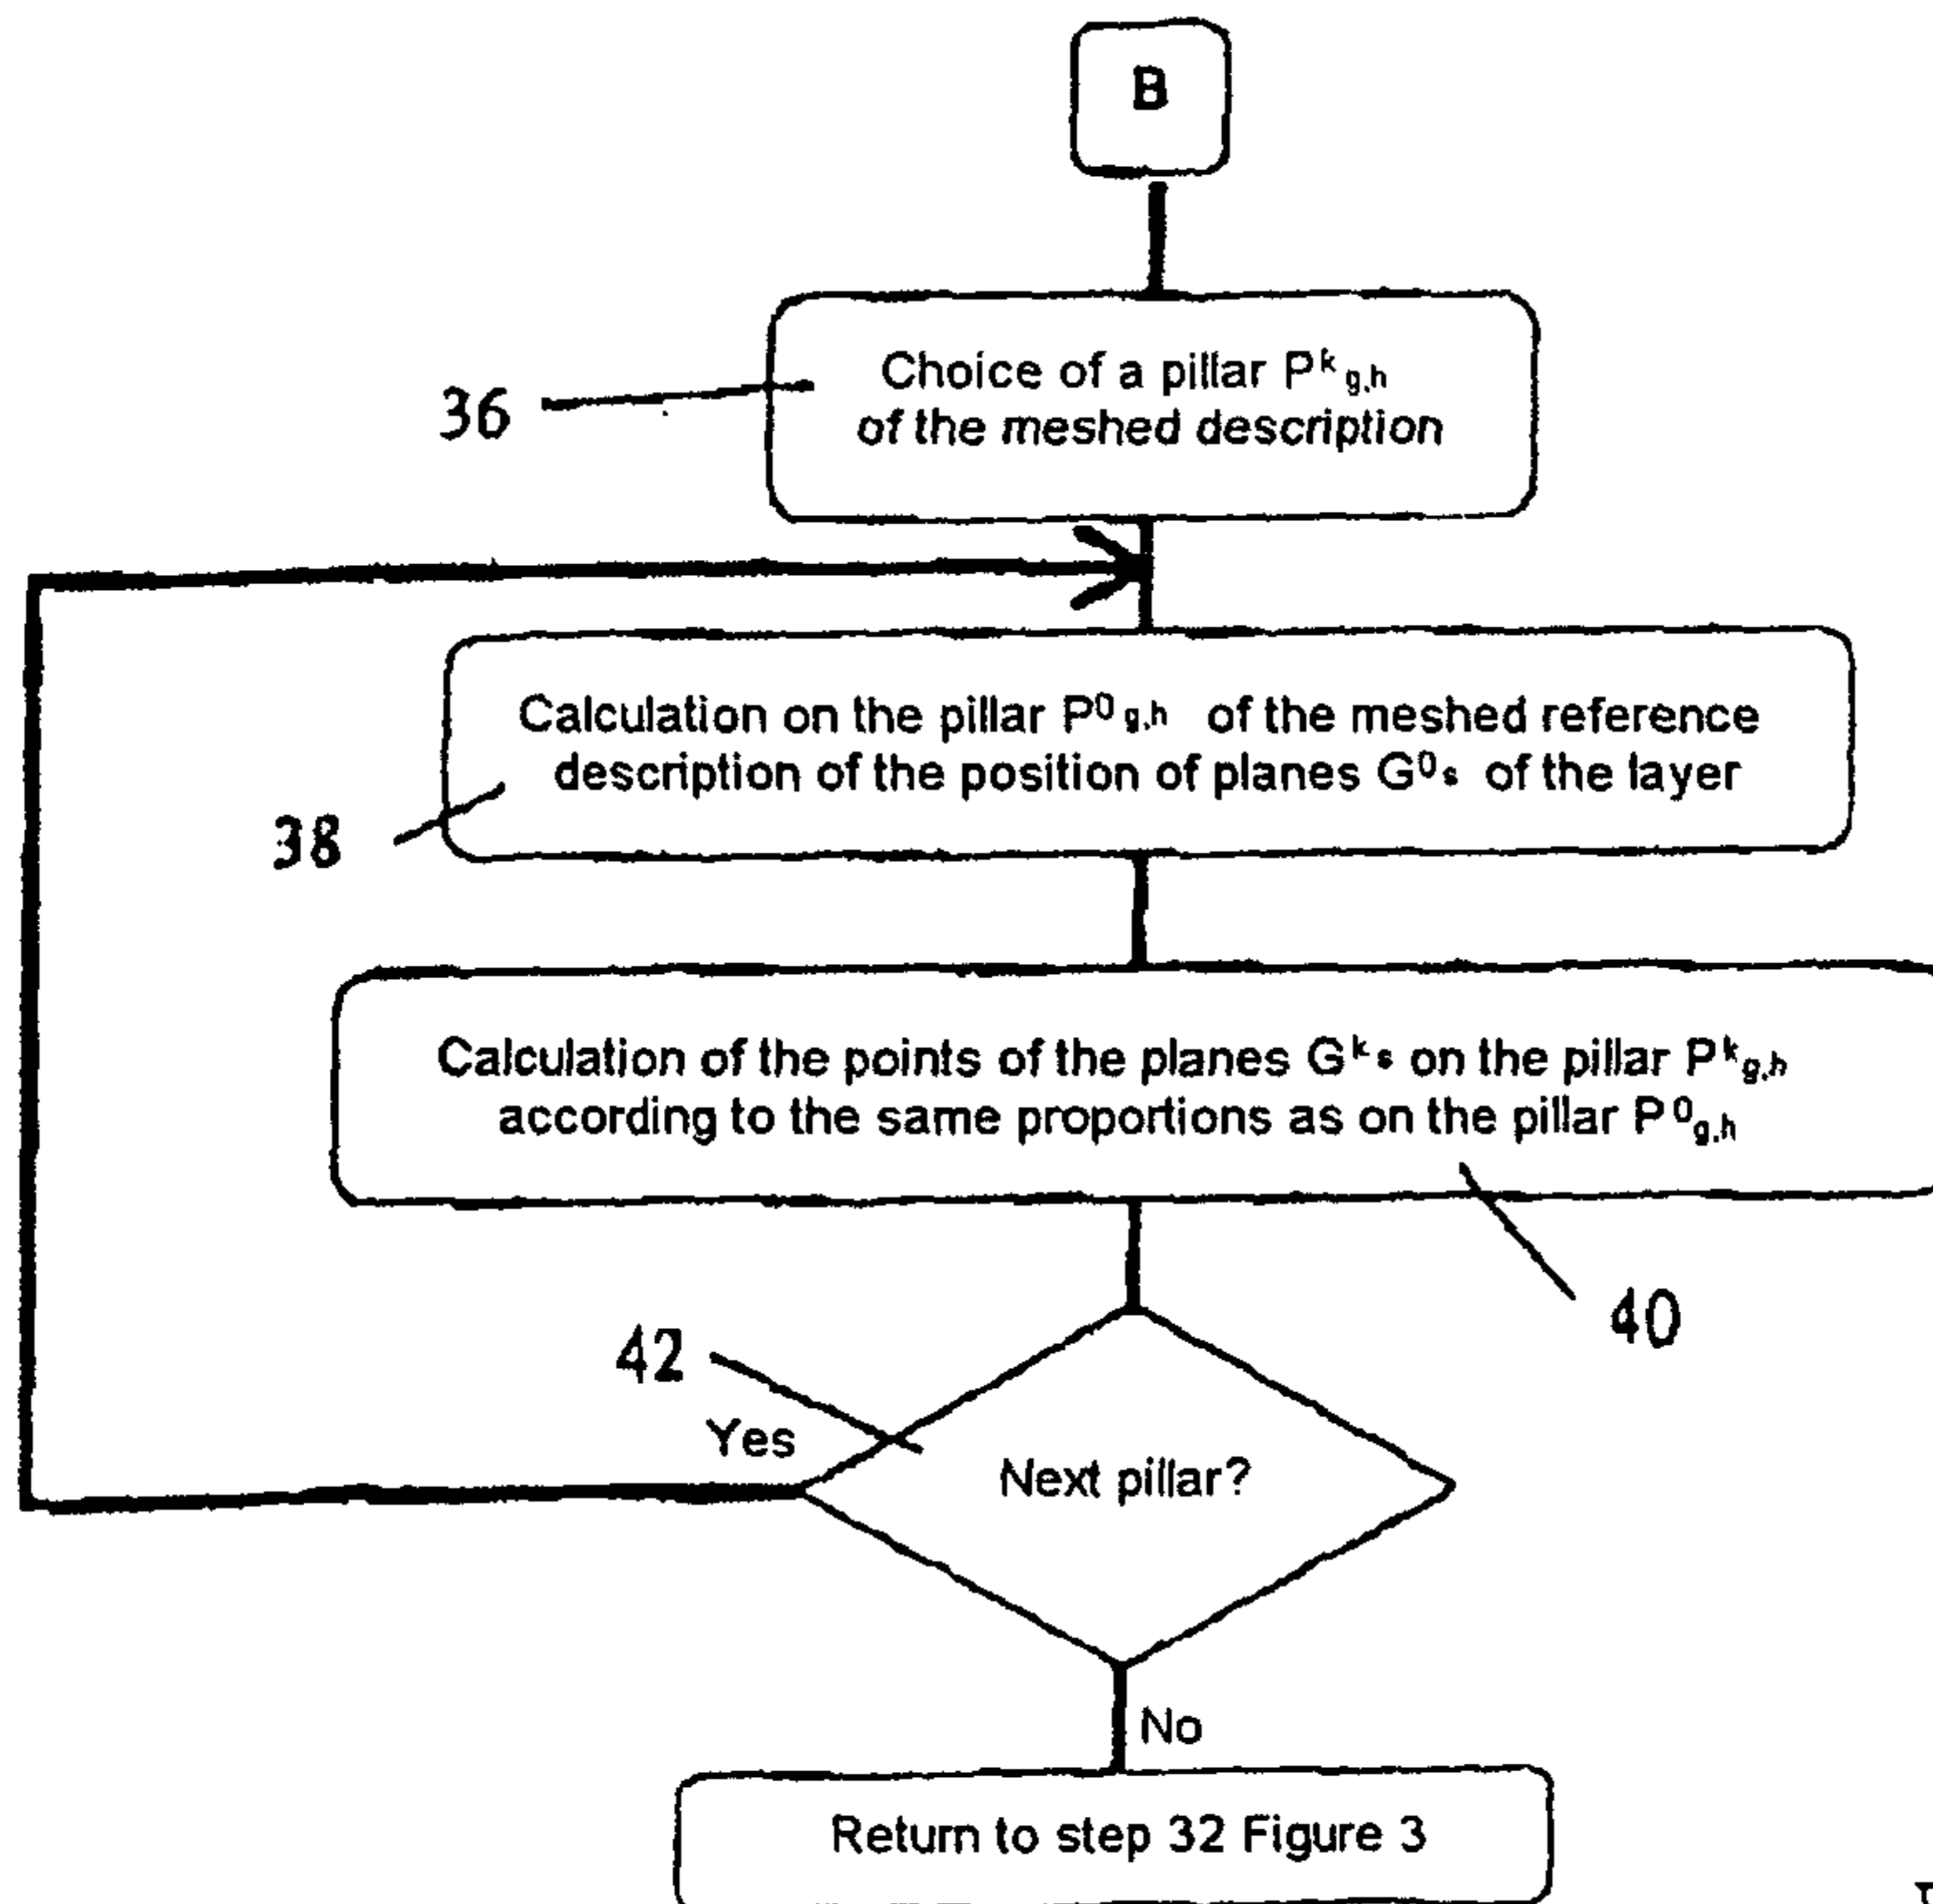 B
Choice of a pillar Pᵏ g,h
of the meshed description
36
Calculation on the pillar P⁰ g,h of the meshed reference
description of the position of planes G⁰s of the layer
38
Calculation of the points of the planes Gᵏs on the pillar Pᵏg,h
according to the same proportions as on the pillar P⁰g,h
40
42
Yes
Next pillar?
No
Return to step 32 Figure 3